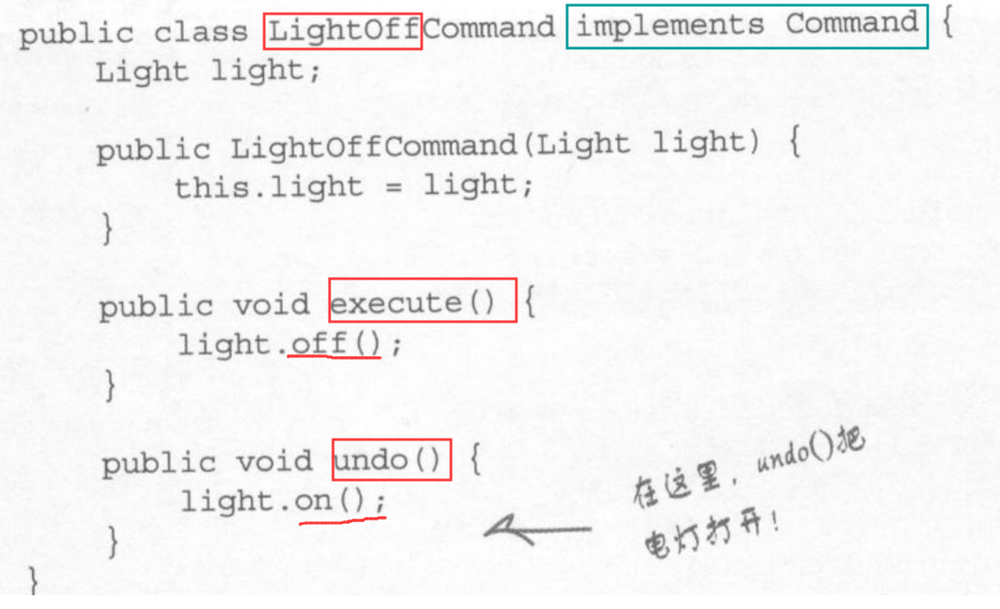 public class LightOffCommand implements Command {
Light light;
public LightOffCommand(Light light) {
this.light = light;
}
public void execute() {
light.off();
}
public void undo() {
light.on();
}
}
在这里，undo()把
电灯打开！